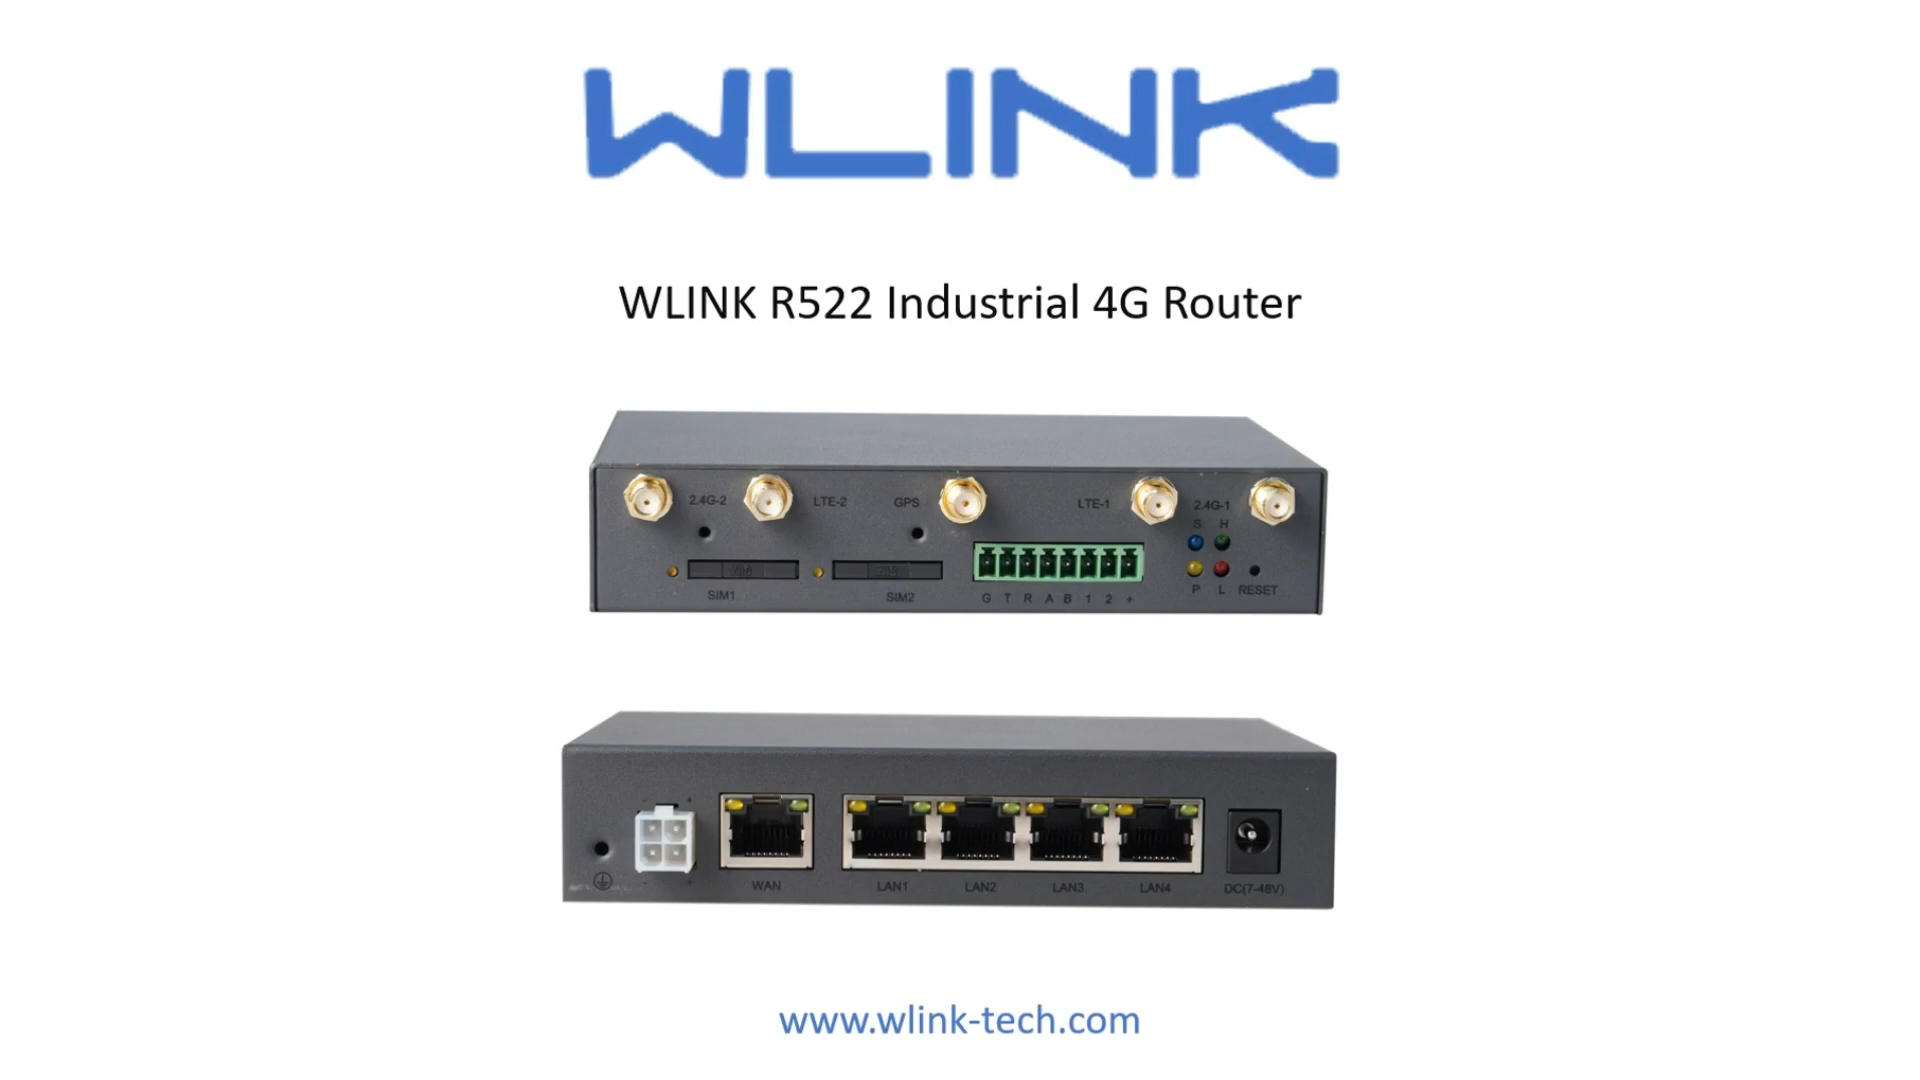 WLINK
WLINK R522 Industrial 4G Router
2.4G-2 LTE-2 GPS LTE-1 2.4G-1
S H
P L RESET
SIM1 SIM2 G T R A B 1 2 +
- +
WAN LAN1 LAN2 LAN3 LAN4 DC(7-48V)
- +
www.wlink-tech.com